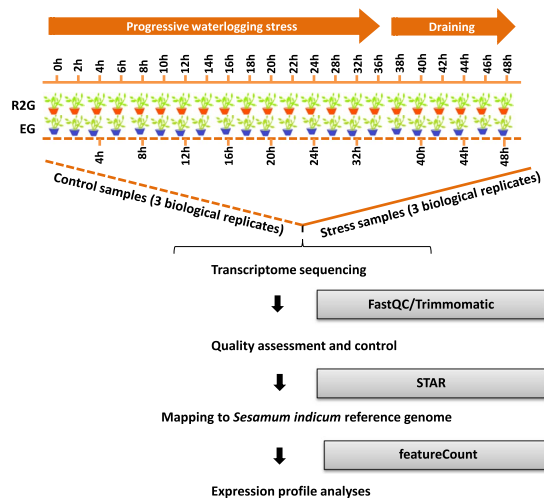 Progressive waterlogging stress
Draining
0h 2h 4h 6h 8h 10h 12h 14h 16h 18h 20h 22h 24h 26h 28h 30h 32h 34h 36h 38h 40h 42h 44h 46h 48h
R2G
EG
4h 8h 12h 16h 20h 24h 32h 40h 44h 48h
Control samples (3 biological replicates)
Stress samples (3 biological replicates)
Transcriptome sequencing
FastQC/Trimmomatic
Quality assessment and control
STAR
Mapping to Sesamum indicum reference genome
featureCount
Expression profile analyses